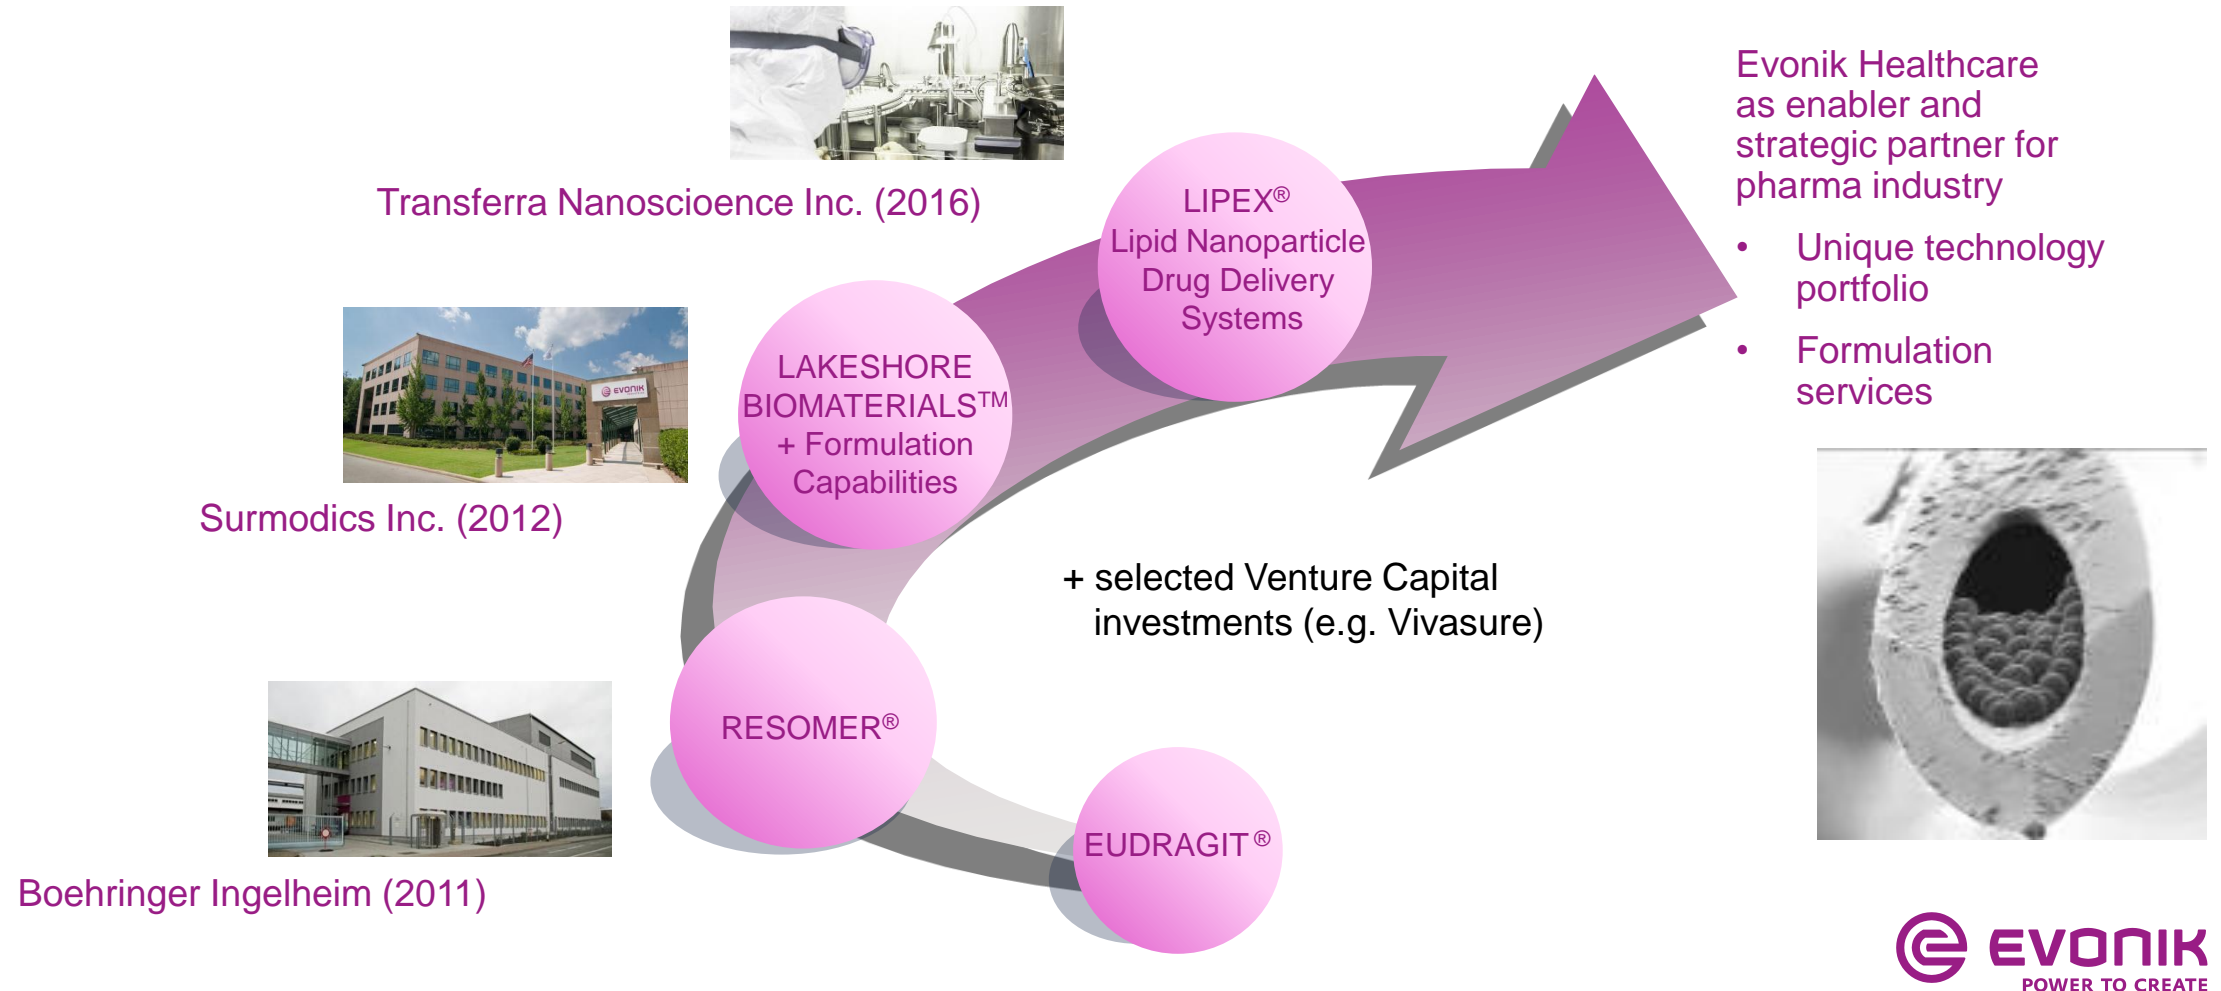 Transferra Nanoscioence Inc. (2016)
LIPEX®
Lipid Nanoparticle
Drug Delivery
Systems
Evonik Healthcare
as enabler and
strategic partner for
pharma industry
• Unique technology
portfolio
• Formulation
services
EVONIK
Surmodics Inc. (2012)
LAKESHORE
BIOMATERIALS™
+ Formulation
Capabilities
+ selected Venture Capital
investments (e.g. Vivasure)
RESOMER®
Boehringer Ingelheim (2011)
EUDRAGIT®
EVONIK
POWER TO CREATE